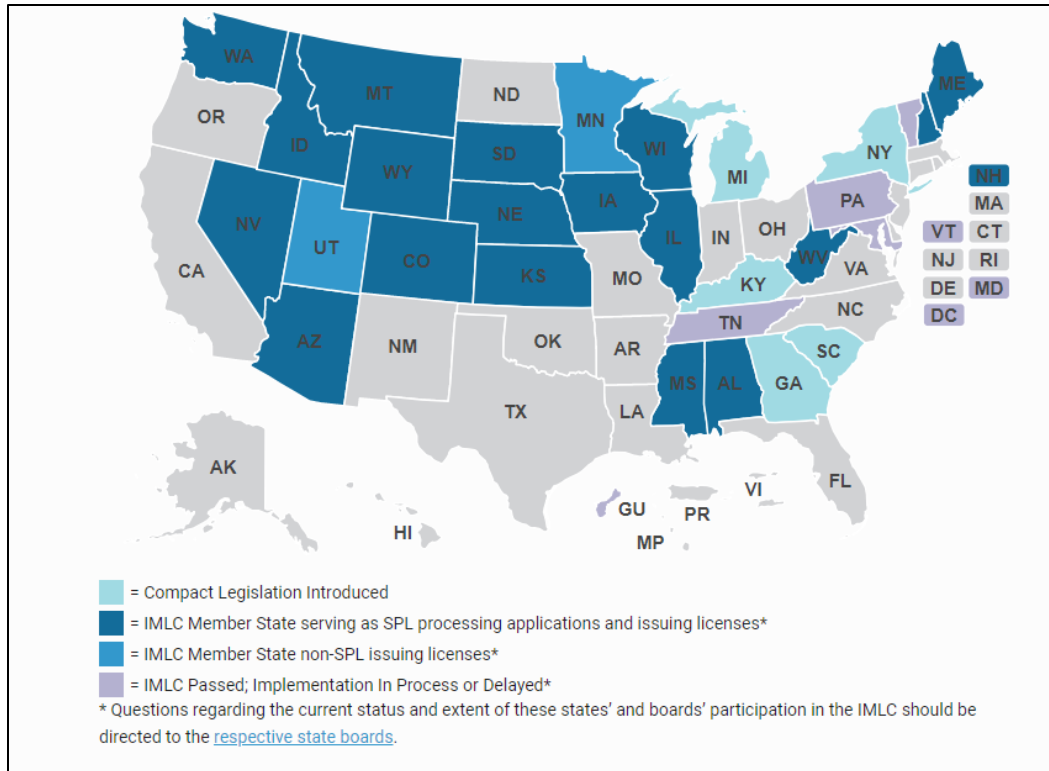 WA
ME
MT
ND
OR
MN
ID
SD
WI
NY
WY
MI
NH
PA
MA
IA
NE
NV
VT
CT
IN
OH
IL
UT
NJ
RI
CO
WV
VA
CA
KS
MO
KY
DE
MD
NC
DC
TN
AZ
OK
NM
AR
SC
MS
AL
GA
LA
TX
AK
FL
VI
GU
PR
HI
MP
= Compact Legislation Introduced
= IMLC Member State serving as SPL processing applications and issuing licenses*
= IMLC Member State non-SPL issuing licenses*
= IMLC Passed; Implementation In Process or Delayed*
* Questions regarding the current status and extent of these states' and boards' participation in the IMLC should be
directed to the respective state boards.